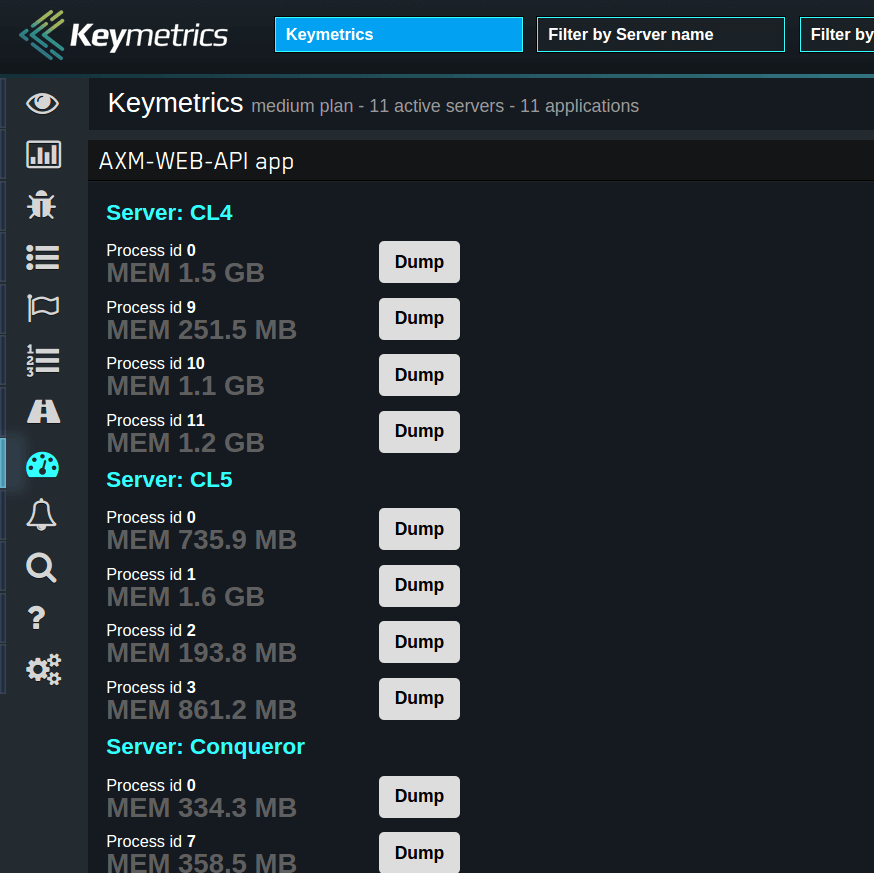 Keymetrics
Keymetrics
Filter by Server name
Filter by
Keymetrics medium plan - 11 active servers - 11 applications
AXM-WEB-API app
Server: CL4
Process id 0
MEM 1.5 GB
Dump
Process id 9
MEM 251.5 MB
Dump
Process id 10
MEM 1.1 GB
Dump
Process id 11
MEM 1.2 GB
Dump
Server: CL5
Process id 0
MEM 735.9 MB
Dump
Process id 1
MEM 1.6 GB
Dump
Process id 2
MEM 193.8 MB
Dump
Process id 3
MEM 861.2 MB
Dump
Server: Conqueror
Process id 0
MEM 334.3 MB
Dump
Process id 7
MEM 358.5 MB
Dump
1
2
3
?